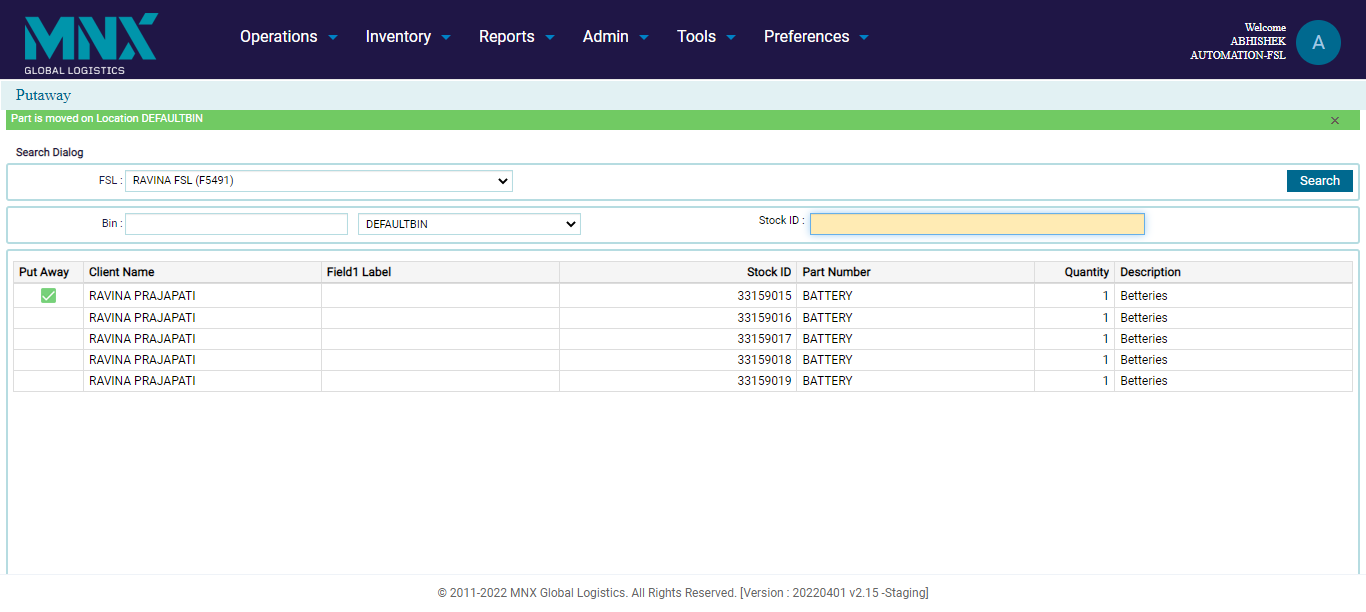 MNX
GLOBAL LOGISTICS
Operations Inventory Reports Admin Tools Preferences
Welcome
ABHISHEK
AUTOMATION-FSL
A
Putaway
Part is moved on Location DEFAULTBIN ×
Search Dialog
FSL : RAVINA FSL (F5491) Search
Bin : DEFAULTBIN Stock ID :
Put Away Client Name Field1 Label Stock ID Part Number Quantity Description
RAVINA PRAJAPATI 33159015 BATTERY 1 Betteries
RAVINA PRAJAPATI 33159016 BATTERY 1 Betteries
RAVINA PRAJAPATI 33159017 BATTERY 1 Betteries
RAVINA PRAJAPATI 33159018 BATTERY 1 Betteries
RAVINA PRAJAPATI 33159019 BATTERY 1 Betteries
© 2011-2022 MNX Global Logistics. All Rights Reserved. [Version : 20220401 v2.15 -Staging]